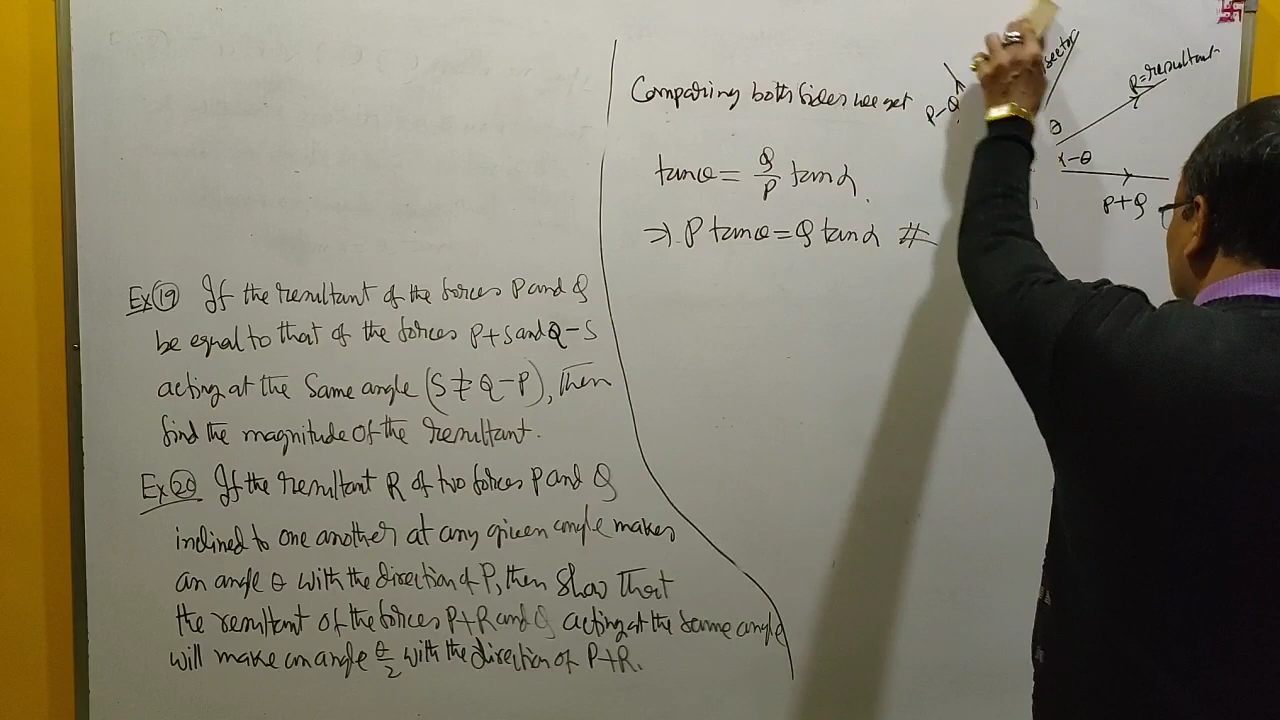 Ex(19) If the resultant of the forces P and Q
be equal to that of the forces P+S and Q-S
acting at the same angle (S ≠ Q-P), Then
find the magnitude of the resultant.
Ex(20) If the resultant R of two forces P and Q
inclined to one another at any given angle makes
an angle θ with the direction of P, then show that
the resultant of the forces P+R and Q acting at the same angle
will make an angle θ/2 with the direction of P+R.
Comparing both sides we get
tanθ = Q/P tanα.
⇒ P tanθ = Q tanα #
P-Q
sector
R=resultant
θ
α-θ
P+Q